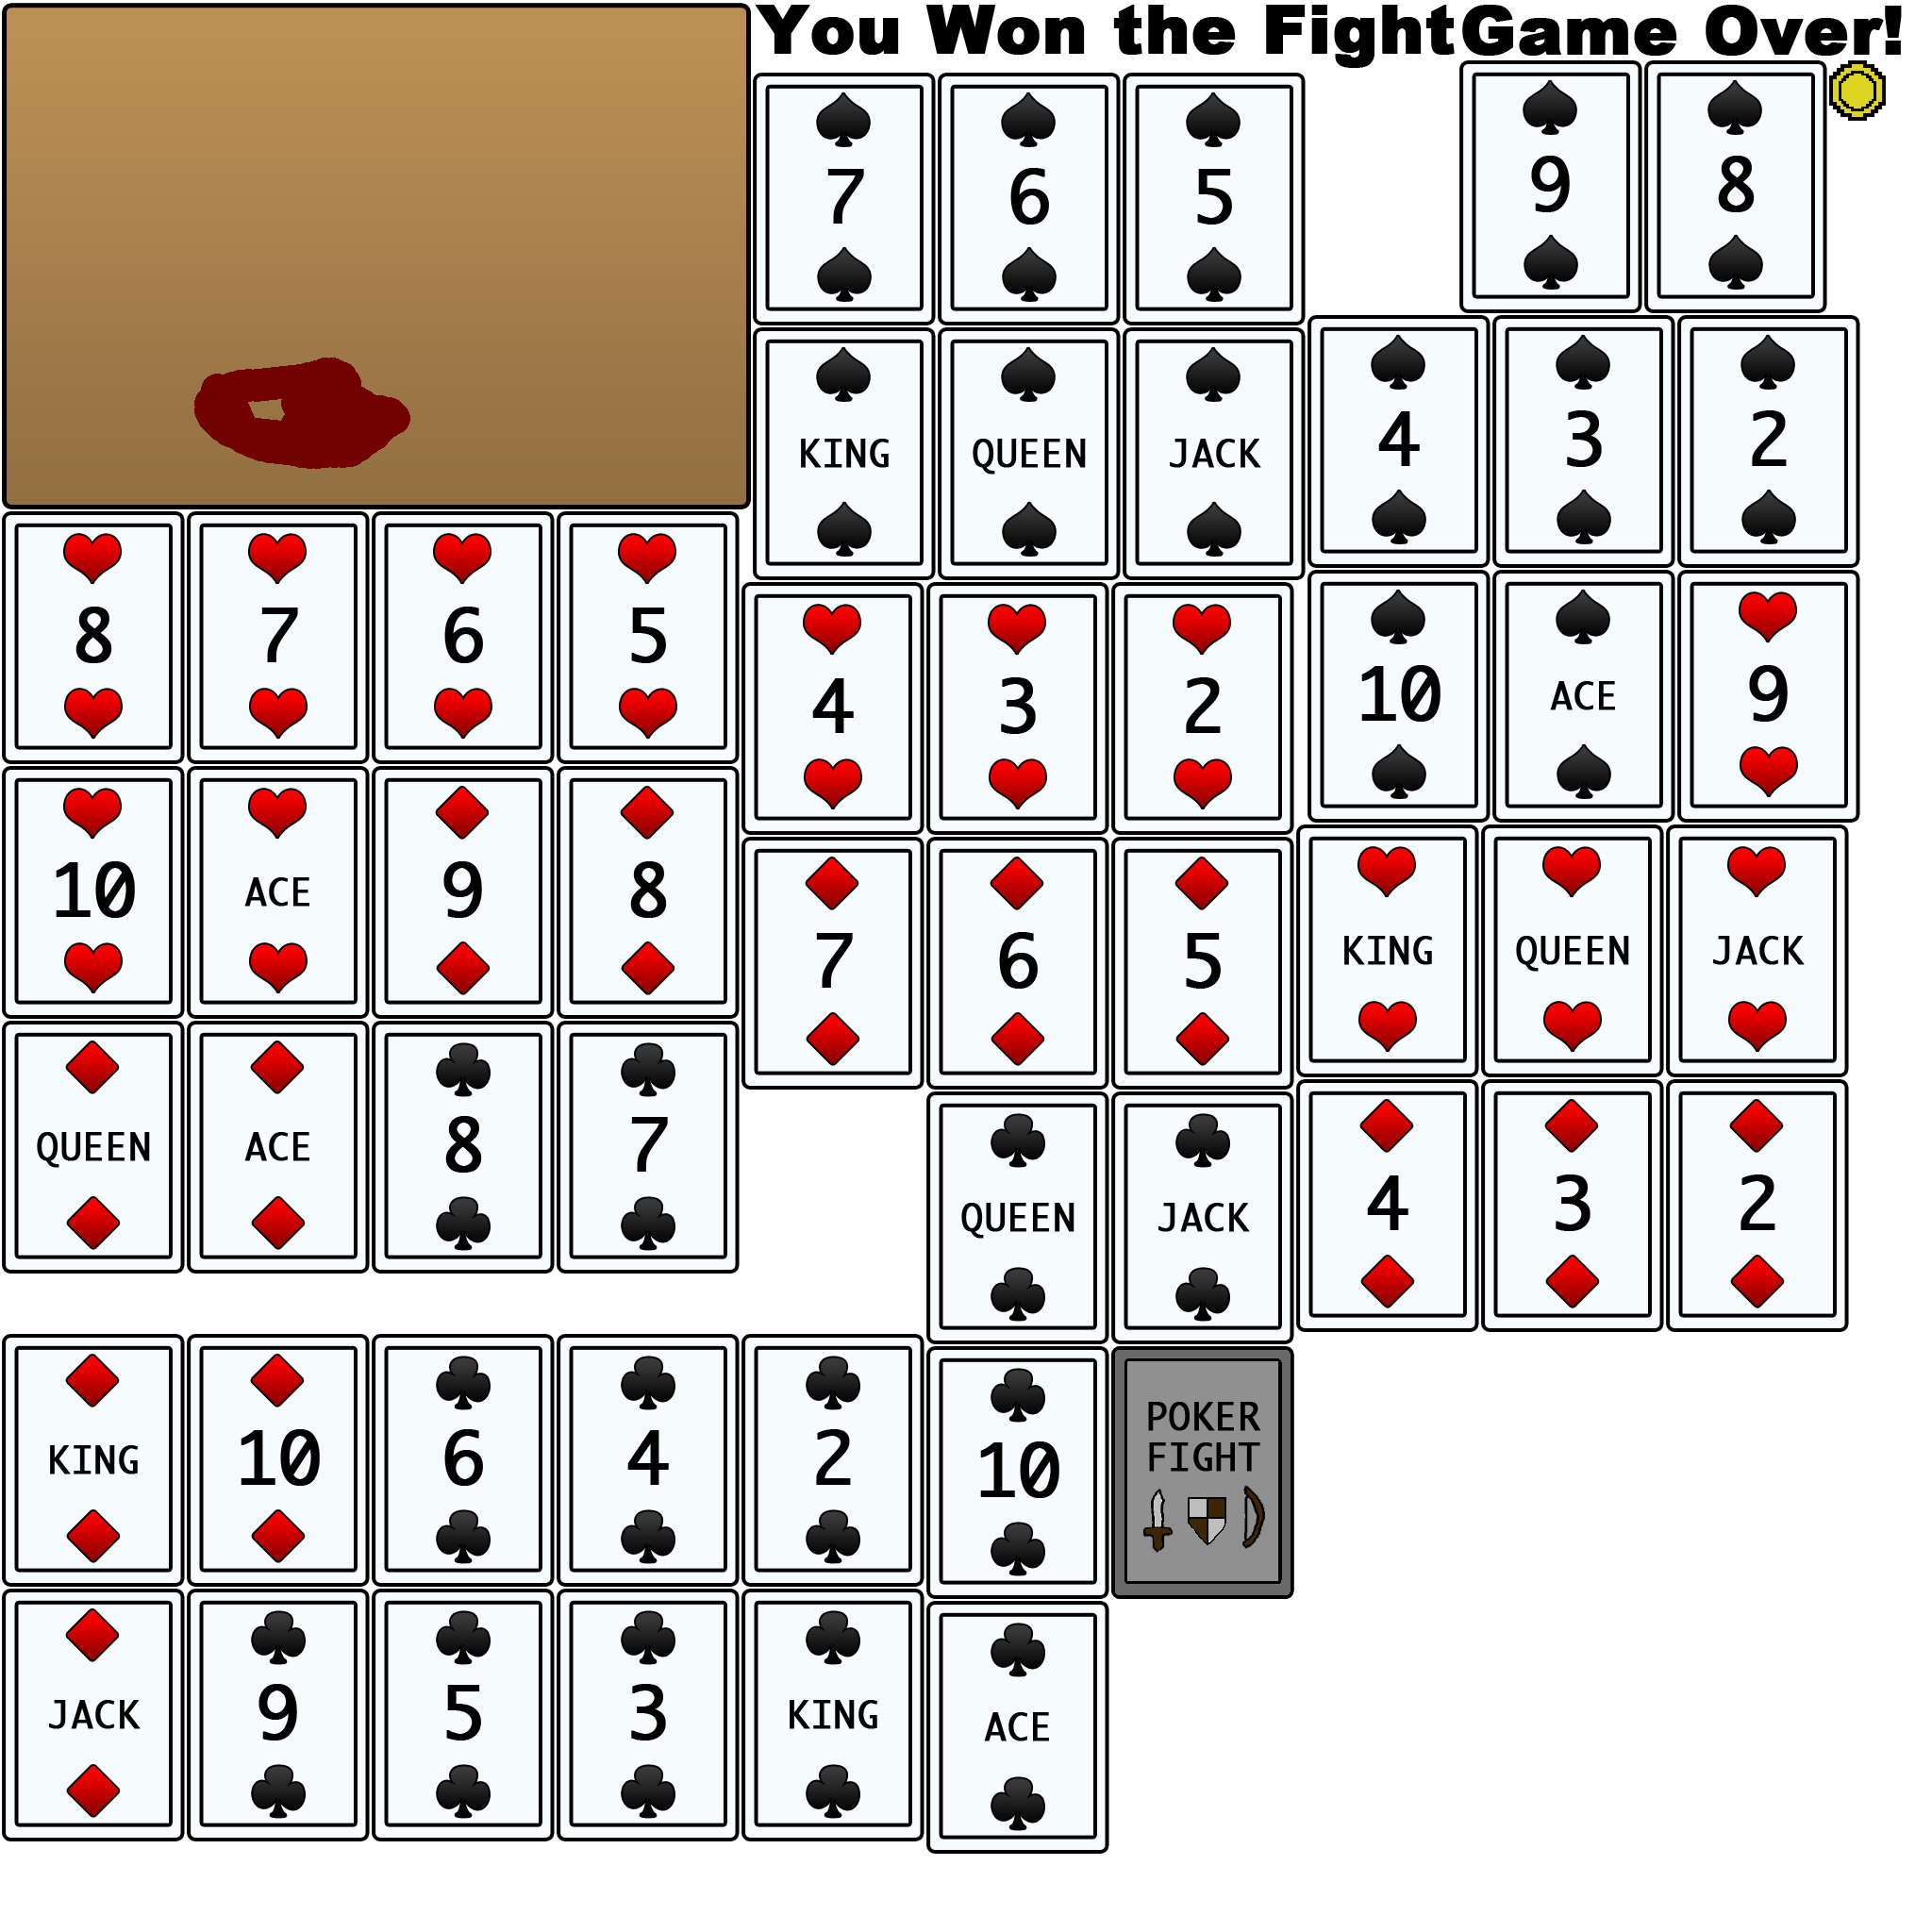 You Won the Fight
Game Over!
9 8
7 6 5
4 3 2
KING QUEEN JACK
8 7 6 5
10 ACE 9
4 3 2
10 ACE 9 8
KING QUEEN JACK
7 6 5
QUEEN ACE 8 7
4 3 2
QUEEN JACK
KING 10 6 4 2
10
POKER
FIGHT
JACK 9 5 3 KING
ACE